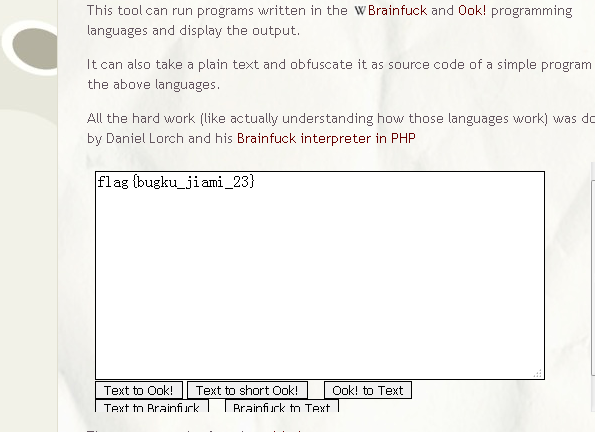 This tool can run programs written in the WBrainfuck and Ook! programming
languages and display the output.
It can also take a plain text and obfuscate it as source code of a simple program
the above languages.
All the hard work (like actually understanding how those languages work) was do
by Daniel Lorch and his Brainfuck interpreter in PHP
flag{bugku_jiami_23}
Text to Ook! Text to short Ook! Ook! to Text
Text to Brainfuck Brainfuck to Text